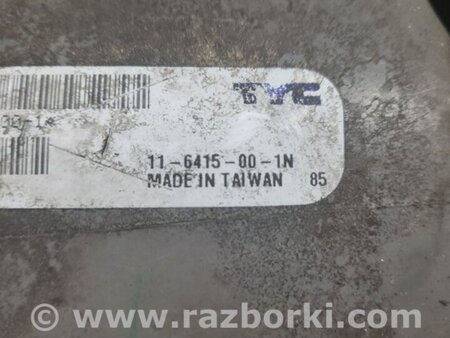 TYC
11-6415-00-1N
MADE IN TAIWAN 85
© www.razborki.com